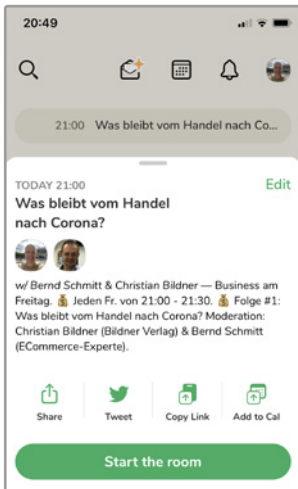 20:49
21:00 Was bleibt vom Handel nach Co...
TODAY 21:00
Edit
Was bleibt vom Handel
nach Corona?
w/ Bernd Schmitt & Christian Bildner — Business am
Freitag. 💰 Jeden Fr. von 21:00 - 21:30. 💰 Folge #1:
Was bleibt vom Handel nach Corona? Moderation:
Christian Bildner (Bildner Verlag) & Bernd Schmitt
(ECommerce-Experte).
Share Tweet Copy Link Add to Cal
Start the room